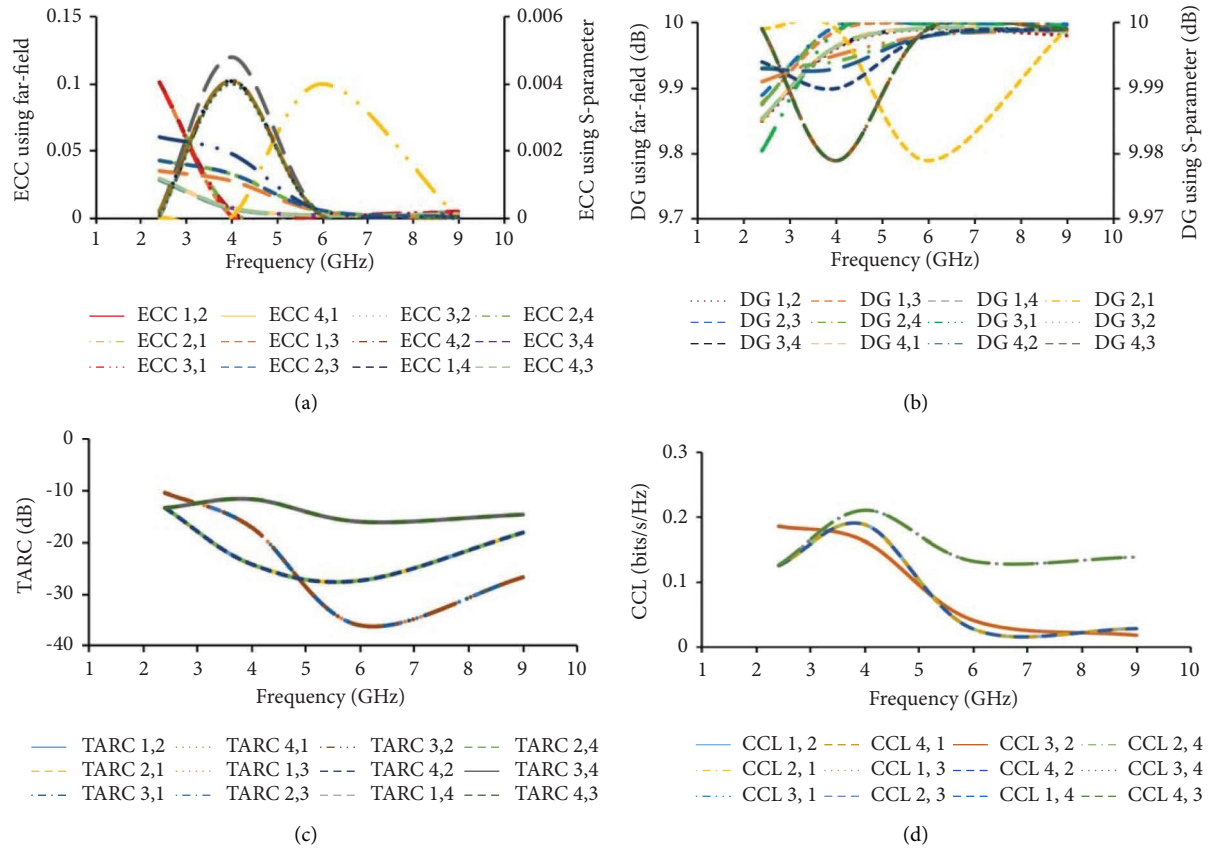 0.15
0.1
0.05
0
ECC using far-field
0.006
0.004
0.002
0
ECC using S-parameter
1 2 3 4 5 6 7 8 9 10
Frequency (GHz)
ECC 1,2 ECC 4,1 ECC 3,2 ECC 2,4
ECC 2,1 ECC 1,3 ECC 4,2 ECC 3,4
ECC 3,1 ECC 2,3 ECC 1,4 ECC 4,3
(a)
10
9.9
9.8
9.7
DG using far-field (dB)
10
9.99
9.98
9.97
DG using S-parameter (dB)
1 2 3 4 5 6 7 8 9 10
Frequency (GHz)
DG 1,2 DG 1,3 DG 1,4 DG 2,1
DG 2,3 DG 2,4 DG 3,1 DG 3,2
DG 3,4 DG 4,1 DG 4,2 DG 4,3
(b)
0
-10
-20
-30
-40
TARC (dB)
1 2 3 4 5 6 7 8 9 10
Frequency (GHz)
TARC 1,2 TARC 4,1 TARC 3,2 TARC 2,4
TARC 2,1 TARC 1,3 TARC 4,2 TARC 3,4
TARC 3,1 TARC 2,3 TARC 1,4 TARC 4,3
(c)
0.3
0.2
0.1
0
CCL (bits/s/Hz)
1 2 3 4 5 6 7 8 9 10
Frequency (GHz)
CCL 1, 2 CCL 4, 1 CCL 3, 2 CCL 2, 4
CCL 2, 1 CCL 1, 3 CCL 4, 2 CCL 3, 4
CCL 3, 1 CCL 2, 3 CCL 1, 4 CCL 4, 3
(d)